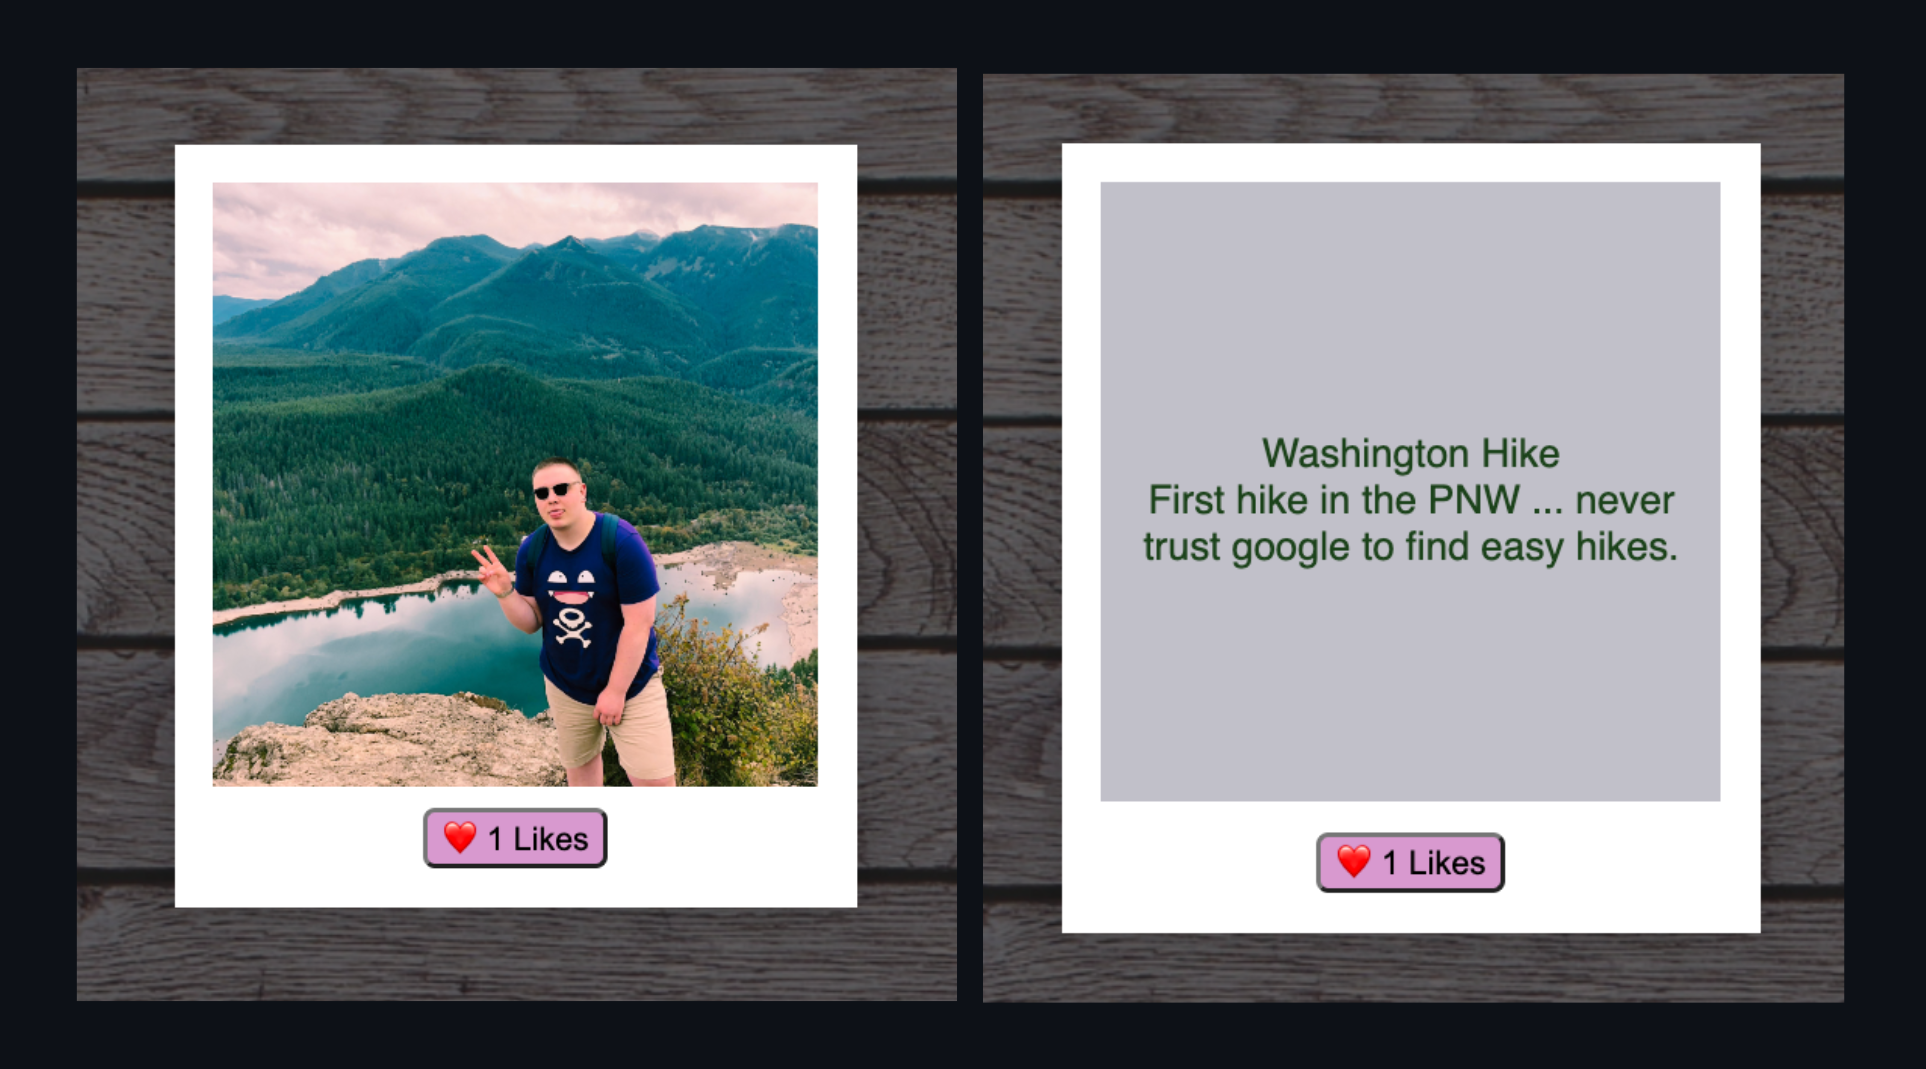 ❤️ 1 Likes
Washington Hike
First hike in the PNW ... never
trust google to find easy hikes.
❤️ 1 Likes